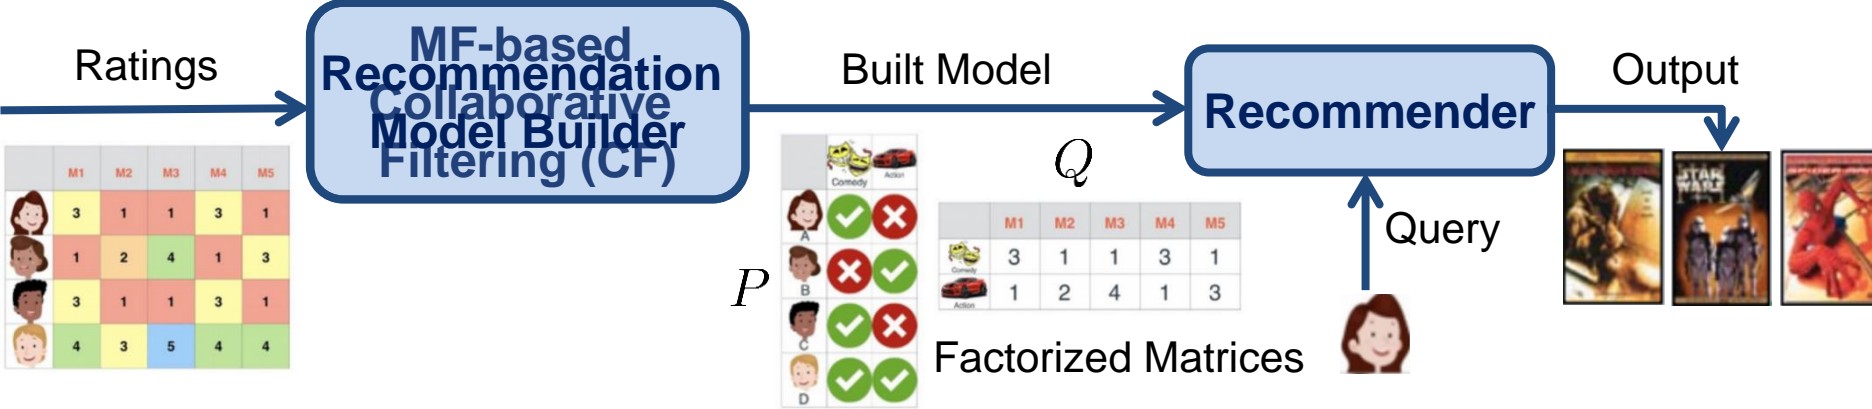 Ratings
MF-based
Collaborative
Filtering (CF)
Recommendation
Model Builder
Built Model
Recommender
Output
Query
M1 M2 M3 M4 M5
3 1 1 3 1
1 2 4 1 3
3 1 1 3 1
4 3 5 4 4
P
Comedy Action
A
B
C
D
Q
M1 M2 M3 M4 M5
Comedy 3 1 1 3 1
Action 1 2 4 1 3
Factorized Matrices
STAR
WARS